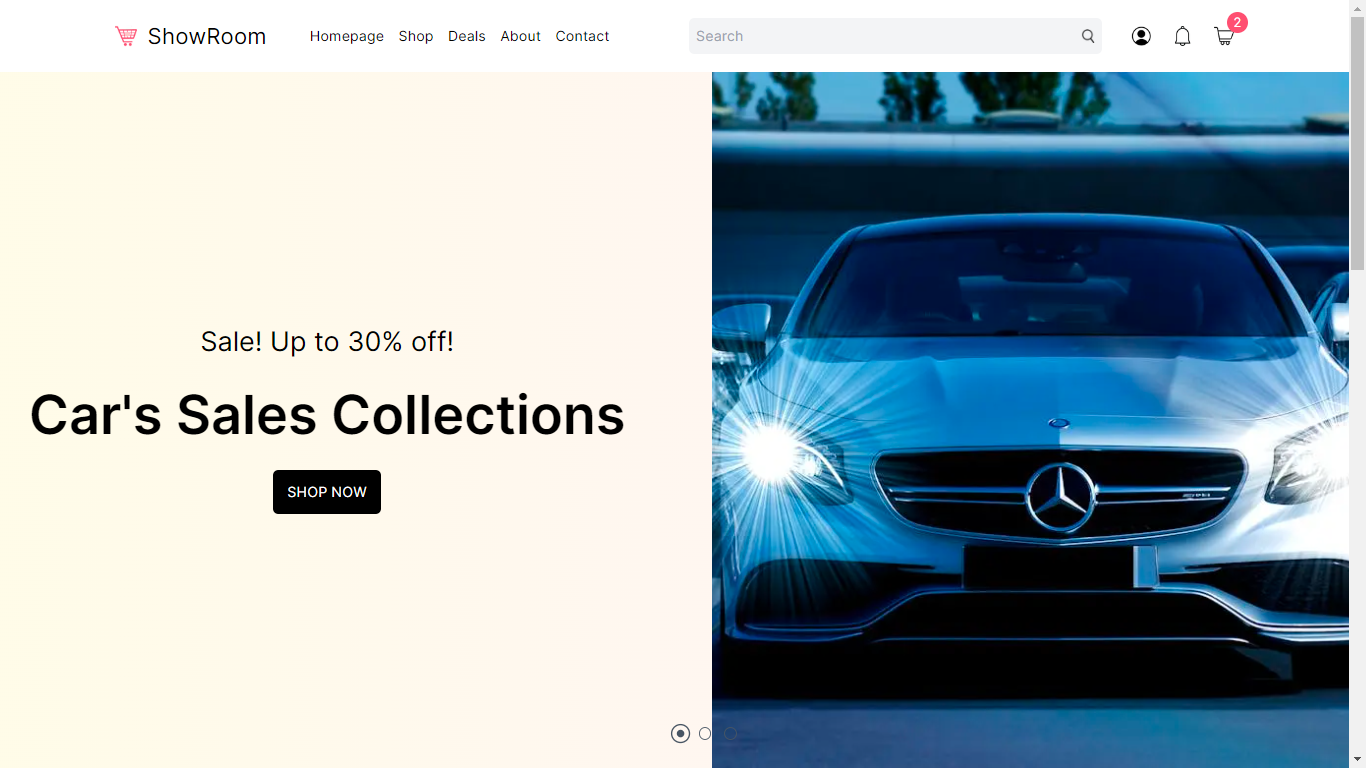 ShowRoom
Homepage Shop Deals About Contact
Search
2
Sale! Up to 30% off!
Car's Sales Collections
SHOP NOW